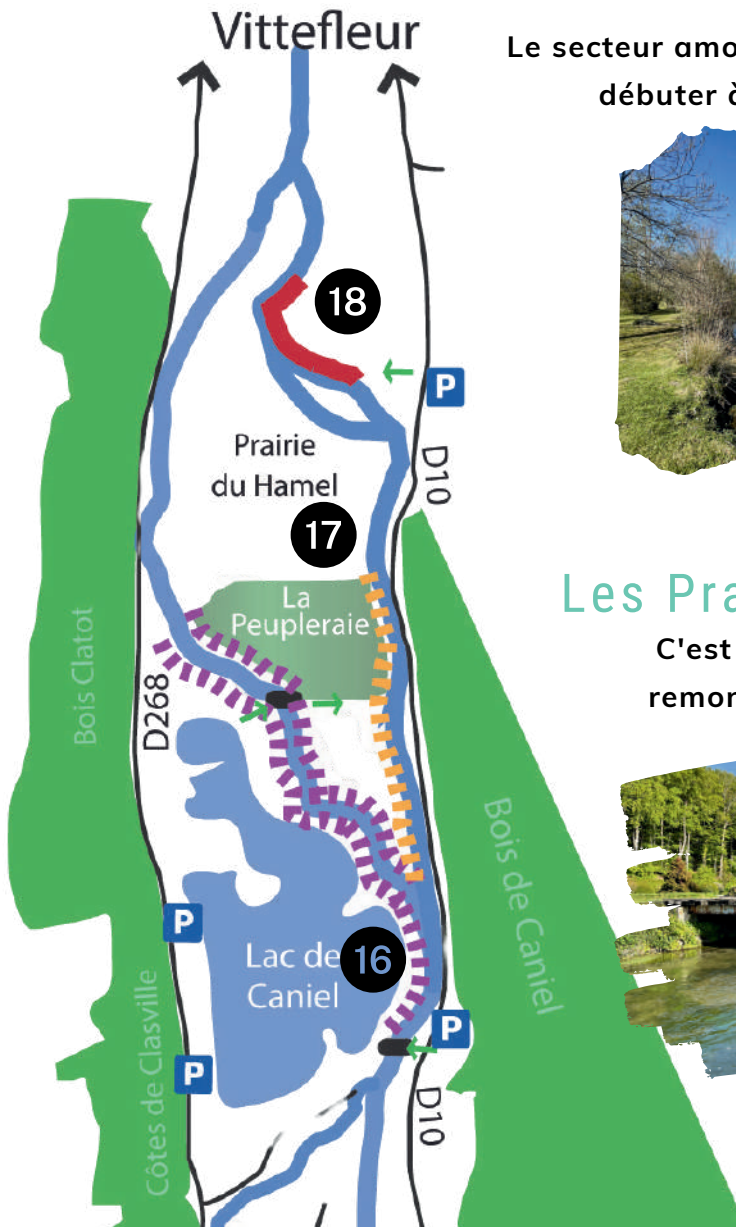 Vittefleur
Le secteur amo
débuter à
18
P
Prairie
du Hamel
D10
17
La
Peupleraie
Les Pra
C'est
remon
Bois Clatot
D268
Bois de Caniel
P
Lac de
Caniel
16
P
P
Côtes de Clasville
D10